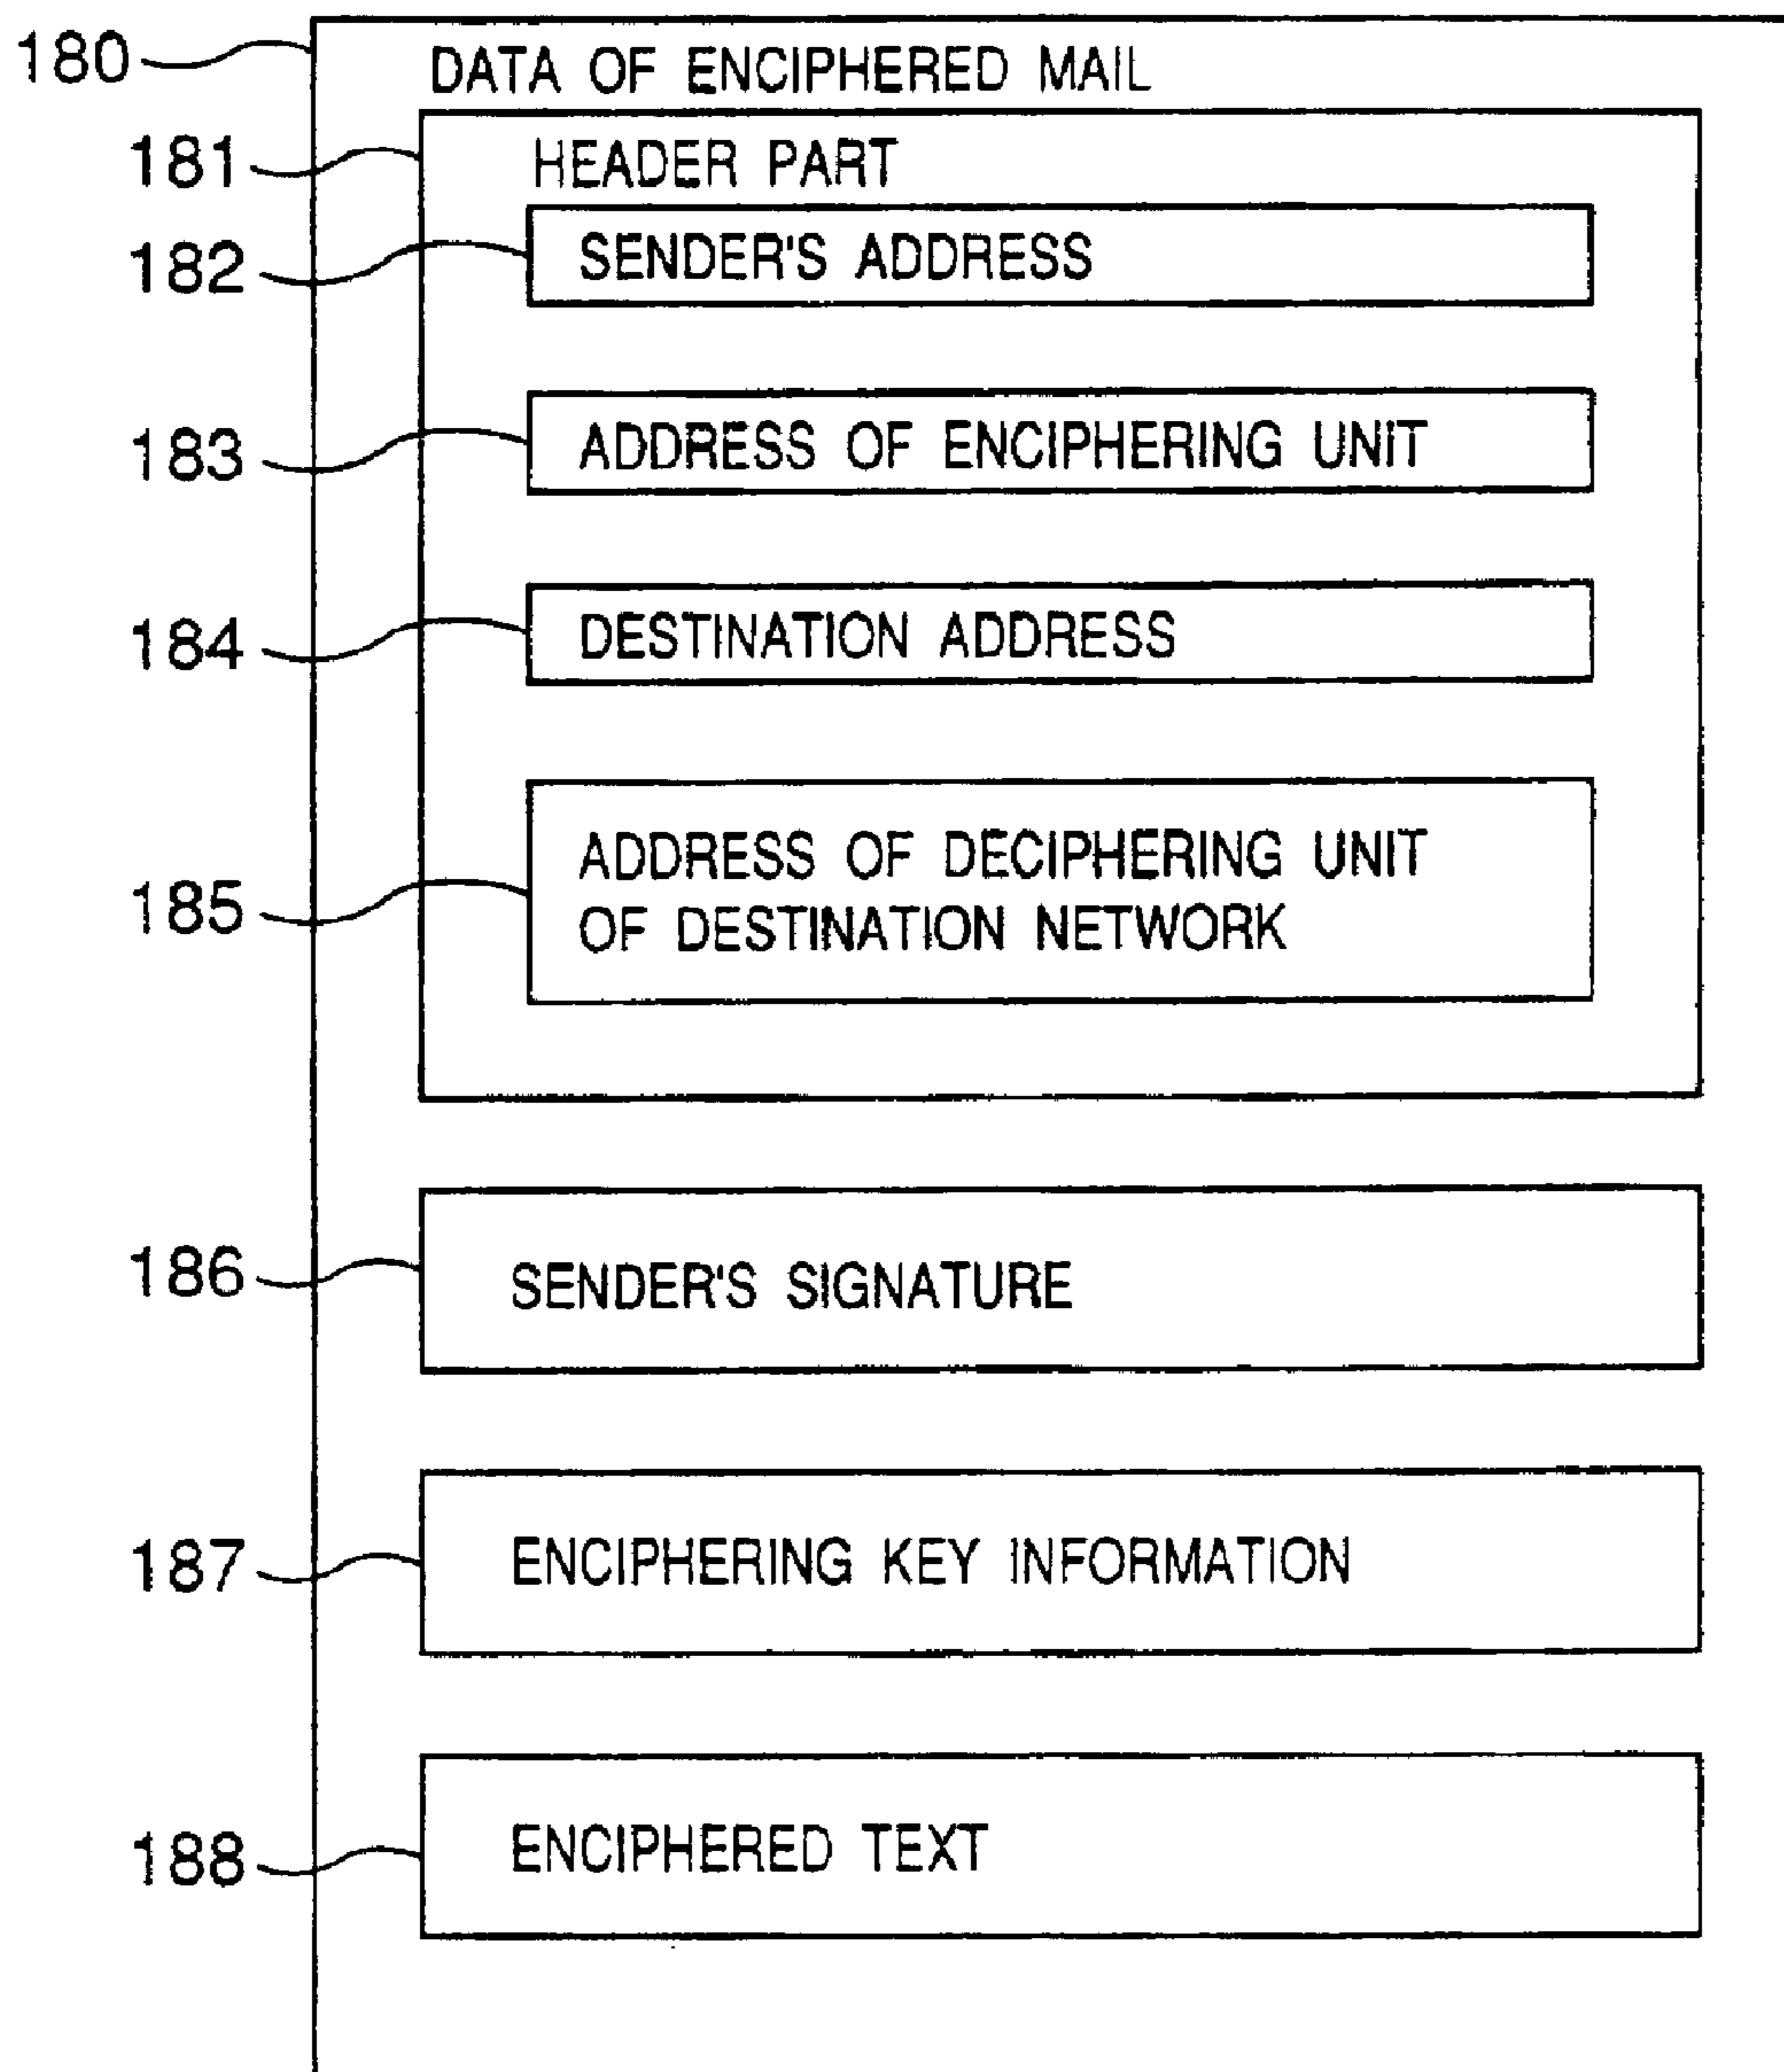 180 DATA OF ENCIPHERED MAIL
181 HEADER PART
182 SENDER'S ADDRESS
183 ADDRESS OF ENCIPHERING UNIT
184 DESTINATION ADDRESS
185 ADDRESS OF DECIPHERING UNIT
OF DESTINATION NETWORK
186 SENDER'S SIGNATURE
187 ENCIPHERING KEY INFORMATION
188 ENCIPHERED TEXT